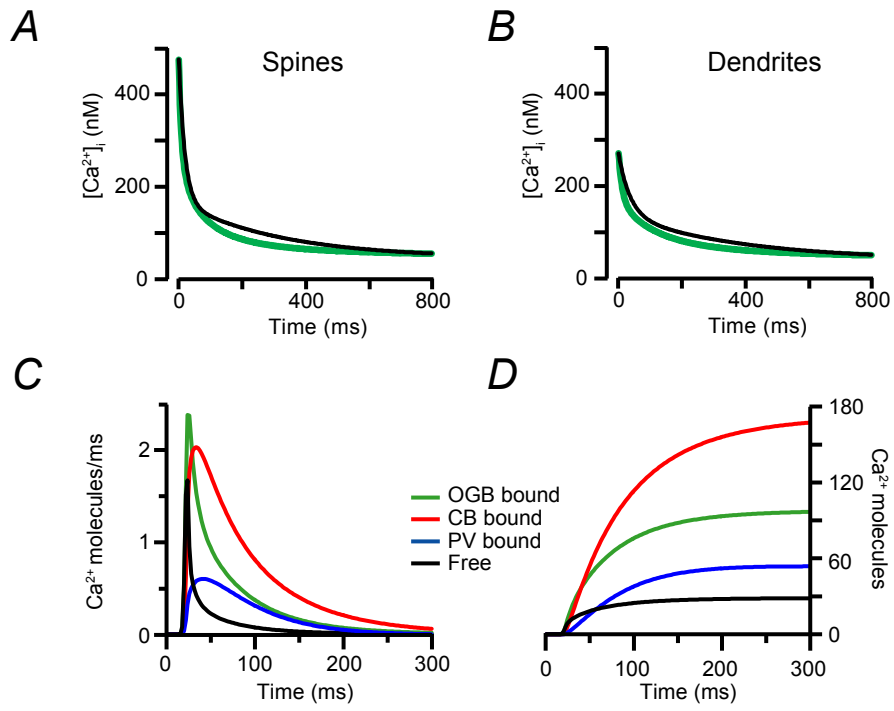 A
B
Spines
Dendrites
[Ca²⁺]ᵢ (nM)
400
200
0
0
400
800
Time (ms)
[Ca²⁺]ᵢ (nM)
400
200
0
0
400
800
Time (ms)
C
D
Ca²⁺ molecules/ms
2
1
0
0
100
200
300
Time (ms)
OGB bound
CB bound
PV bound
Free
180
120
60
0
Ca²⁺ molecules
0
100
200
300
Time (ms)